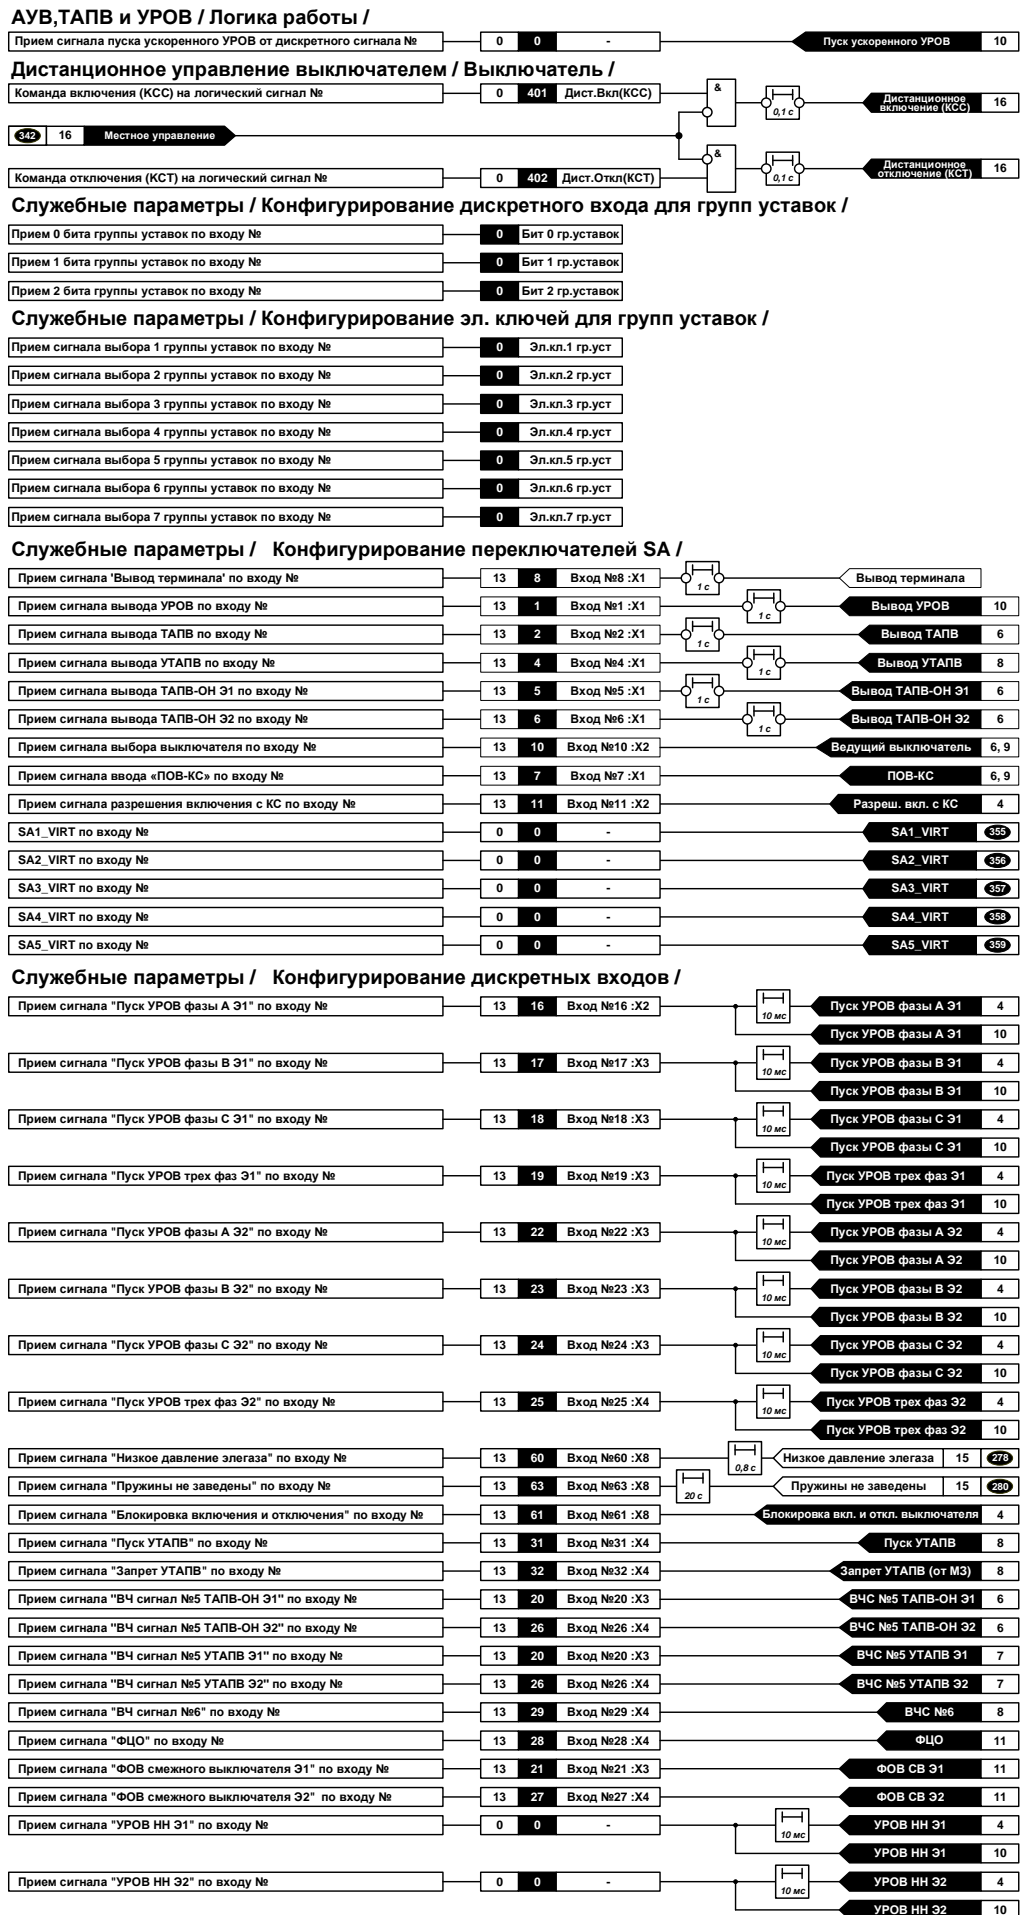 АУВ,ТАПВ и УРОВ / Логика работы /
Прием сигнала пуска ускоренного УРОВ от дискретного сигнала № 0 0 - Пуск ускоренного УРОВ 10
Дистанционное управление выключателем / Выключатель /
Команда включения (КСС) на логический сигнал № 0 401 Дист.Вкл(КСС) & 0,1 с Дистанционное включение (КСС) 16
342 16 Местное управление
Команда отключения (КСТ) на логический сигнал № 0 402 Дист.Откл(КСТ) & 0,1 с Дистанционное отключение (КСТ) 16
Служебные параметры / Конфигурирование дискретного входа для групп уставок /
Прием 0 бита группы уставок по входу № 0 Бит 0 гр.уставок
Прием 1 бита группы уставок по входу № 0 Бит 1 гр.уставок
Прием 2 бита группы уставок по входу № 0 Бит 2 гр.уставок
Служебные параметры / Конфигурирование эл. ключей для групп уставок /
Прием сигнала выбора 1 группы уставок по входу № 0 Эл.кл.1 гр.уст
Прием сигнала выбора 2 группы уставок по входу № 0 Эл.кл.2 гр.уст
Прием сигнала выбора 3 группы уставок по входу № 0 Эл.кл.3 гр.уст
Прием сигнала выбора 4 группы уставок по входу № 0 Эл.кл.4 гр.уст
Прием сигнала выбора 5 группы уставок по входу № 0 Эл.кл.5 гр.уст
Прием сигнала выбора 6 группы уставок по входу № 0 Эл.кл.6 гр.уст
Прием сигнала выбора 7 группы уставок по входу № 0 Эл.кл.7 гр.уст
Служебные параметры / Конфигурирование переключателей SA /
Прием сигнала 'Вывод терминала' по входу № 13 8 Вход №8 :X1 1 с Вывод терминала
Прием сигнала вывода УРОВ по входу № 13 1 Вход №1 :X1 1 с Вывод УРОВ 10
Прием сигнала вывода ТАПВ по входу № 13 2 Вход №2 :X1 1 с Вывод ТАПВ 6
Прием сигнала вывода УТАПВ по входу № 13 4 Вход №4 :X1 1 с Вывод УТАПВ 8
Прием сигнала вывода ТАПВ-ОН Э1 по входу № 13 5 Вход №5 :X1 1 с Вывод ТАПВ-ОН Э1 6
Прием сигнала вывода ТАПВ-ОН Э2 по входу № 13 6 Вход №6 :X1 1 с Вывод ТАПВ-ОН Э2 6
Прием сигнала выбора выключателя по входу № 13 10 Вход №10 :X2 Ведущий выключатель 6, 9
Прием сигнала ввода «ПОВ-КС» по входу № 13 7 Вход №7 :X1 ПОВ-КС 6, 9
Прием сигнала разрешения включения с КС по входу № 13 11 Вход №11 :X2 Разреш. вкл. с КС 4
SA1_VIRT по входу № 0 0 - SA1_VIRT 355
SA2_VIRT по входу № 0 0 - SA2_VIRT 356
SA3_VIRT по входу № 0 0 - SA3_VIRT 357
SA4_VIRT по входу № 0 0 - SA4_VIRT 358
SA5_VIRT по входу № 0 0 - SA5_VIRT 359
Служебные параметры / Конфигурирование дискретных входов /
Прием сигнала "Пуск УРОВ фазы А Э1" по входу № 13 16 Вход №16 :X2 10 мс Пуск УРОВ фазы А Э1 4
Пуск УРОВ фазы А Э1 10
Прием сигнала "Пуск УРОВ фазы В Э1" по входу № 13 17 Вход №17 :X3 10 мс Пуск УРОВ фазы В Э1 4
Пуск УРОВ фазы В Э1 10
Прием сигнала "Пуск УРОВ фазы С Э1" по входу № 13 18 Вход №18 :X3 10 мс Пуск УРОВ фазы С Э1 4
Пуск УРОВ фазы С Э1 10
Прием сигнала "Пуск УРОВ трех фаз Э1" по входу № 13 19 Вход №19 :X3 10 мс Пуск УРОВ трех фаз Э1 4
Пуск УРОВ трех фаз Э1 10
Прием сигнала "Пуск УРОВ фазы А Э2" по входу № 13 22 Вход №22 :X3 10 мс Пуск УРОВ фазы А Э2 4
Пуск УРОВ фазы А Э2 10
Прием сигнала "Пуск УРОВ фазы В Э2" по входу № 13 23 Вход №23 :X3 10 мс Пуск УРОВ фазы В Э2 4
Пуск УРОВ фазы В Э2 10
Прием сигнала "Пуск УРОВ фазы С Э2" по входу № 13 24 Вход №24 :X3 10 мс Пуск УРОВ фазы С Э2 4
Пуск УРОВ фазы С Э2 10
Прием сигнала "Пуск УРОВ трех фаз Э2" по входу № 13 25 Вход №25 :X4 10 мс Пуск УРОВ трех фаз Э2 4
Пуск УРОВ трех фаз Э2 10
Прием сигнала "Низкое давление элегаза" по входу № 13 60 Вход №60 :X8 0,8 с Низкое давление элегаза 15 278
Прием сигнала "Пружины не заведены" по входу № 13 63 Вход №63 :X8 20 с Пружины не заведены 15 280
Прием сигнала "Блокировка включения и отключения" по входу № 13 61 Вход №61 :X8 Блокировка вкл. и откл. выключателя 4
Прием сигнала "Пуск УТАПВ" по входу № 13 31 Вход №31 :X4 Пуск УТАПВ 8
Прием сигнала "Запрет УТАПВ" по входу № 13 32 Вход №32 :X4 Запрет УТАПВ (от МЗ) 8
Прием сигнала "ВЧ сигнал №5 ТАПВ-ОН Э1" по входу № 13 20 Вход №20 :X3 ВЧС №5 ТАПВ-ОН Э1 6
Прием сигнала "ВЧ сигнал №5 ТАПВ-ОН Э2" по входу № 13 26 Вход №26 :X4 ВЧС №5 ТАПВ-ОН Э2 6
Прием сигнала "ВЧ сигнал №5 УТАПВ Э1" по входу № 13 20 Вход №20 :X3 ВЧС №5 УТАПВ Э1 7
Прием сигнала "ВЧ сигнал №5 УТАПВ Э2" по входу № 13 26 Вход №26 :X4 ВЧС №5 УТАПВ Э2 7
Прием сигнала "ВЧ сигнал №6" по входу № 13 29 Вход №29 :X4 ВЧС №6 8
Прием сигнала "ФЦО" по входу № 13 28 Вход №28 :X4 ФЦО 11
Прием сигнала "ФОВ смежного выключателя Э1" по входу № 13 21 Вход №21 :X3 ФОВ СВ Э1 11
Прием сигнала "ФОВ смежного выключателя Э2" по входу № 13 27 Вход №27 :X4 ФОВ СВ Э2 11
Прием сигнала "УРОВ НН Э1" по входу № 0 0 - 10 мс УРОВ НН Э1 4
УРОВ НН Э1 10
Прием сигнала "УРОВ НН Э2" по входу № 0 0 - 10 мс УРОВ НН Э2 4
УРОВ НН Э2 10